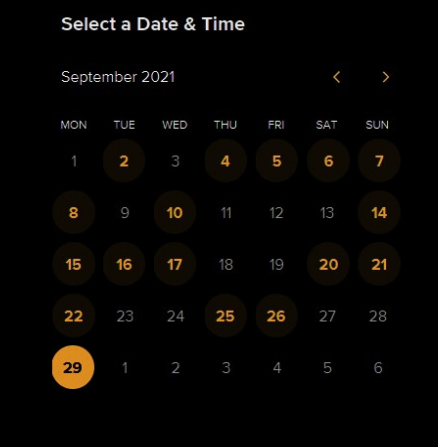 Select a Date & Time
September 2021
MON TUE WED THU FRI SAT SUN
1 2 3 4 5 6 7
8 9 10 11 12 13 14
15 16 17 18 19 20 21
22 23 24 25 26 27 28
29 1 2 3 4 5 6